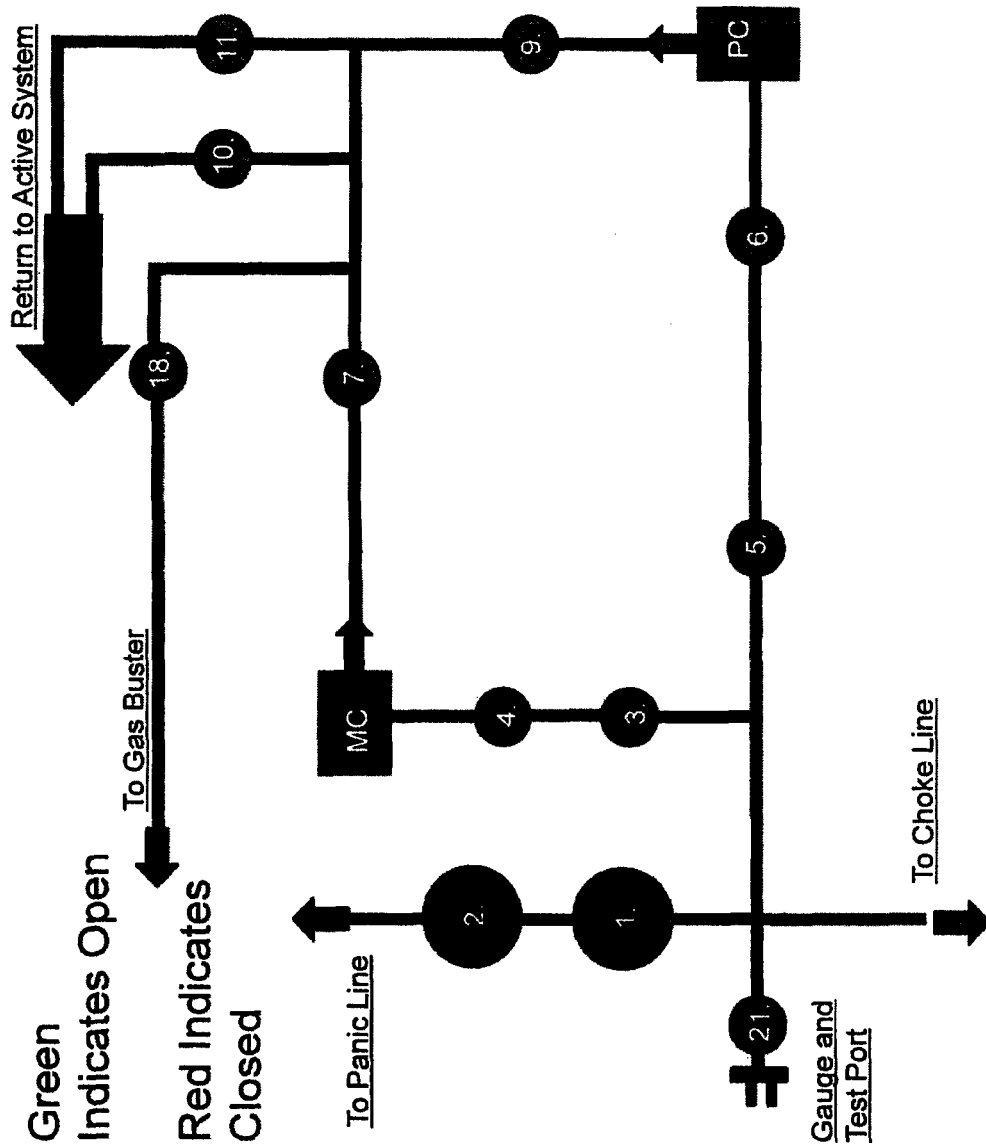 Green
Indicates Open
Red Indicates
Closed
To Gas Buster
Return to Active System
18.
10.
11.
To Panic Line
MC
7.
2.
4.
9.
1.
3.
Gauge and
Test Port
21.
5.
6.
PC
To Choke Line